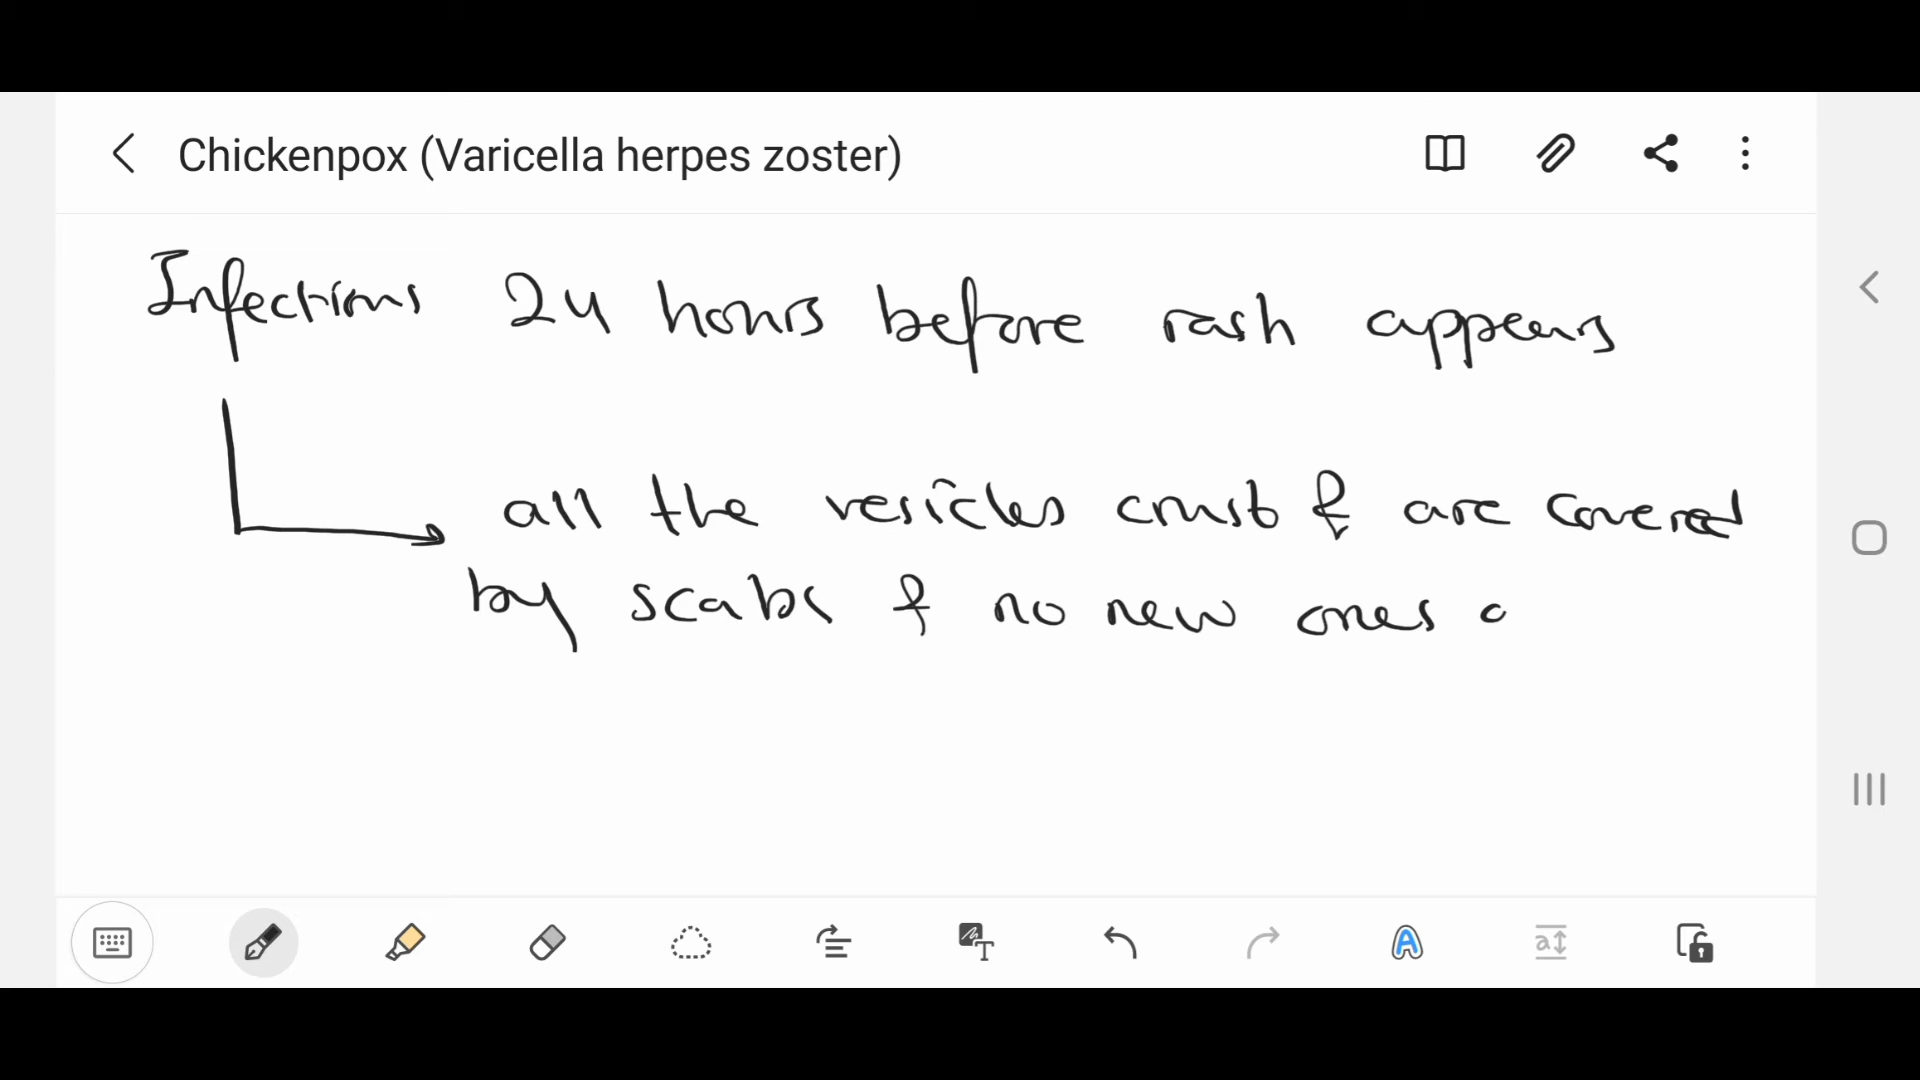 Chickenpox (Varicella herpes zoster)
Infectious 24 hours before rash appears
all the vesicles crust & are covered
by scabs & no new ones a